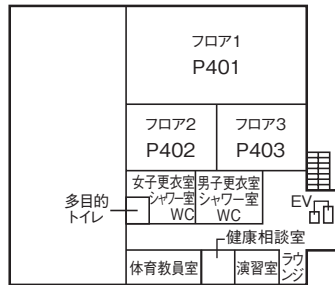 フロア1
P401
フロア2
P402
フロア3
P403
女子更衣室
シャワー室
WC
男子更衣室
シャワー室
WC
多目的
トイレ
EV
健康相談室
体育教員室
演習室
ラウ
ンジ